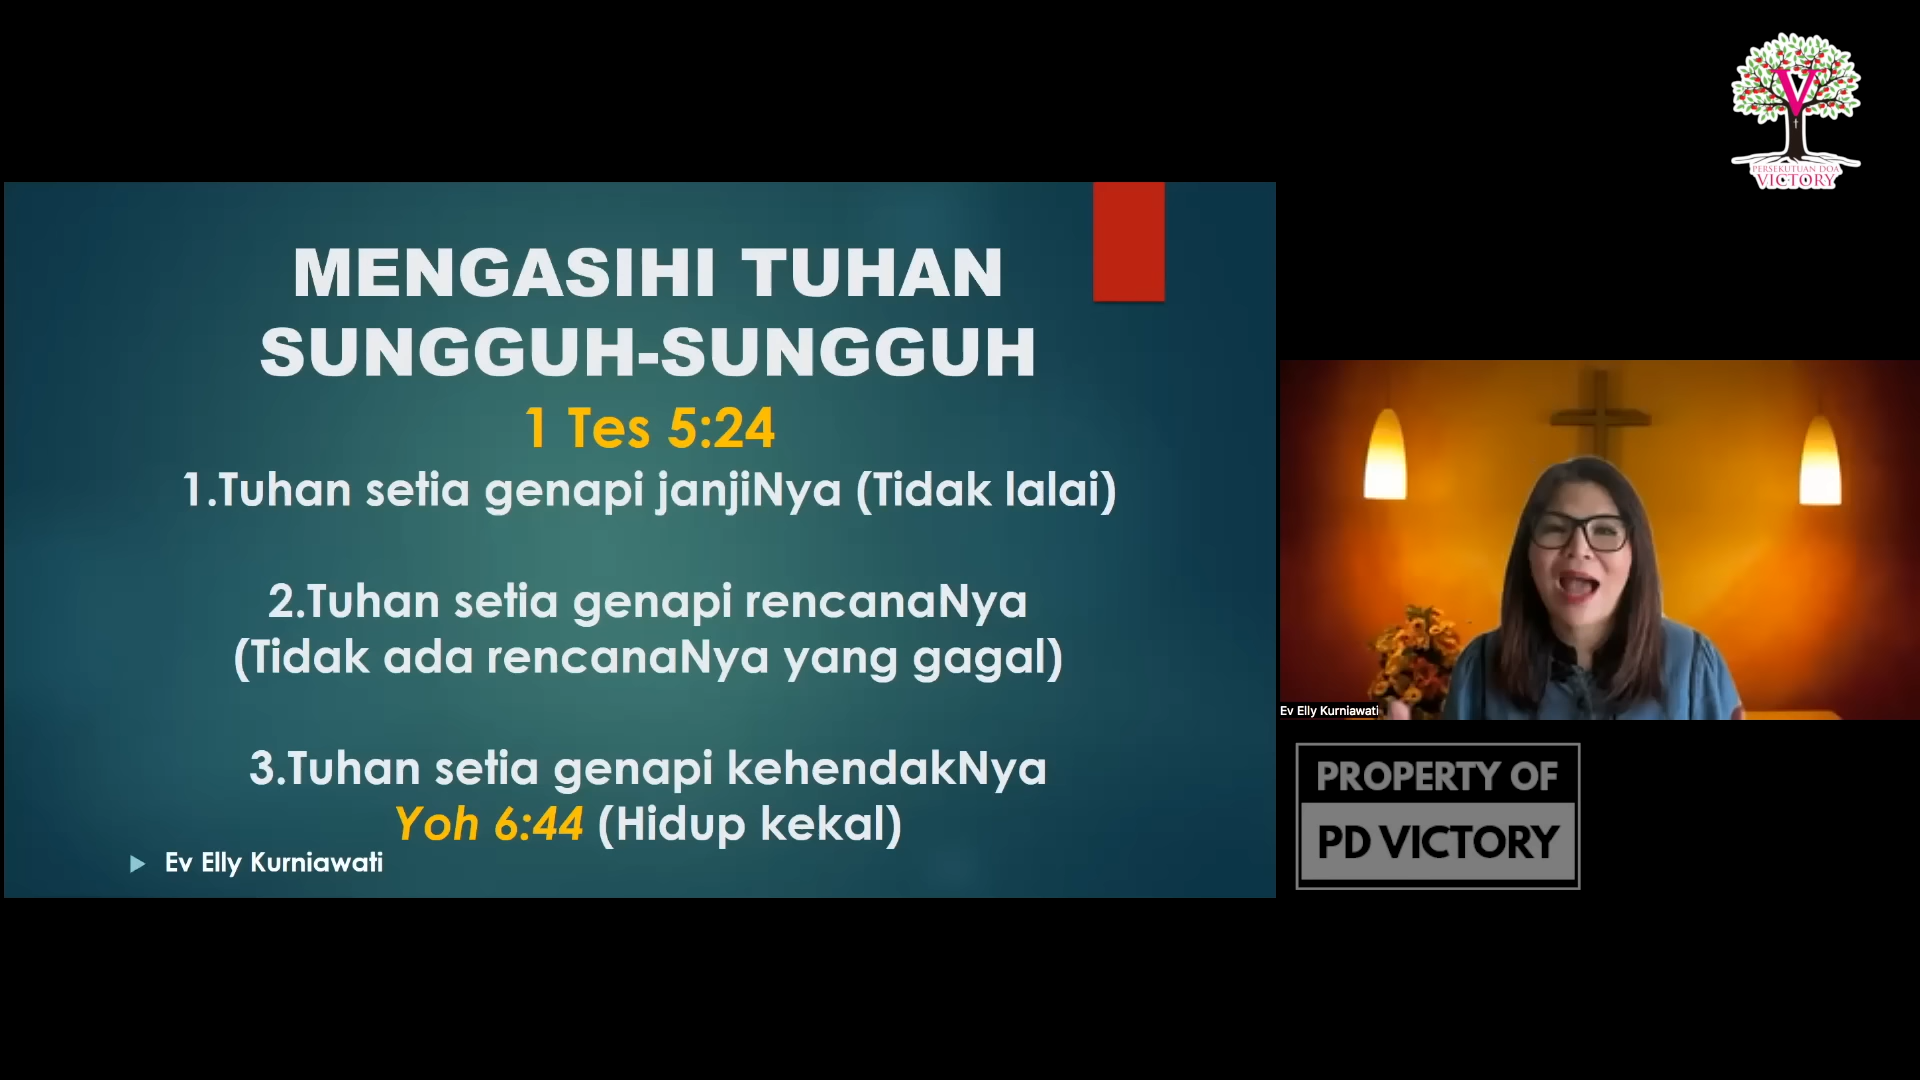 V
PERSEKUTUAN DOA
VICTORY
MENGASIHI TUHAN
SUNGGUH-SUNGGUH
1 Tes 5:24
1.Tuhan setia genapi janjiNya (Tidak lalai)
2.Tuhan setia genapi rencanaNya
(Tidak ada rencanaNya yang gagal)
3.Tuhan setia genapi kehendakNya
Yoh 6:44 (Hidup kekal)
Ev Elly Kurniawati
Ev Elly Kurniawati
PROPERTY OF
PD VICTORY